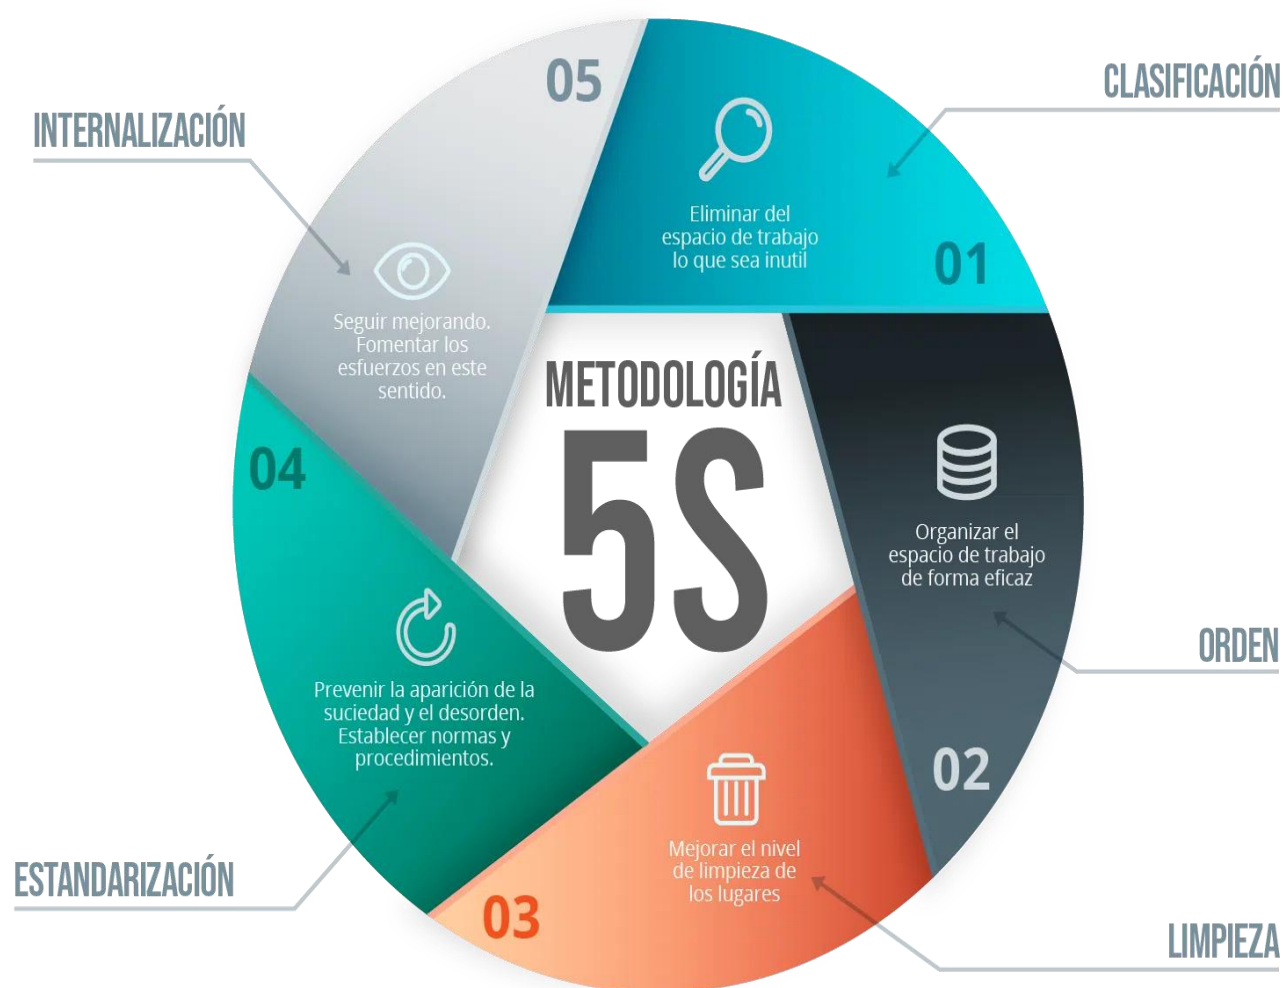 METODOLOGÍA
5S
CLASIFICACIÓN
01
Eliminar del
espacio de trabajo
lo que sea inutil
ORDEN
02
Organizar el
espacio de trabajo
de forma eficaz
LIMPIEZA
03
Mejorar el nivel
de limpieza de
los lugares
ESTANDARIZACIÓN
04
Prevenir la aparición de la
suciedad y el desorden.
Establecer normas y
procedimientos.
INTERNALIZACIÓN
05
Seguir mejorando.
Fomentar los
esfuerzos en este
sentido.